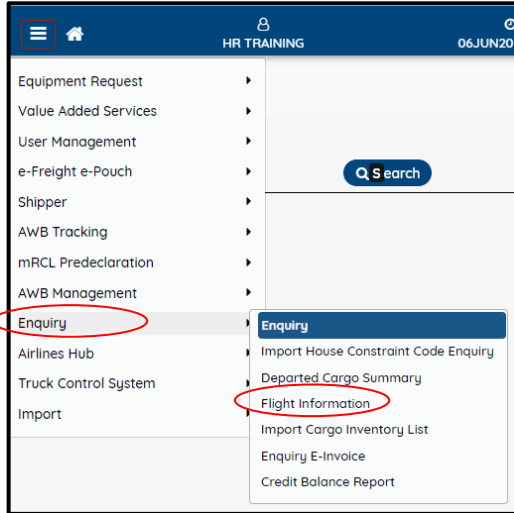 HR TRAINING
06JUN20
Equipment Request
Value Added Services
User Management
e-Freight e-Pouch
Search
Shipper
AWB Tracking
mRCL Predeclaration
AWB Management
Enquiry
Airlines Hub
Truck Control System
Import
Enquiry
Import House Constraint Code Enquiry
Departed Cargo Summary
Flight Information
Import Cargo Inventory List
Enquiry E-Invoice
Credit Balance Report